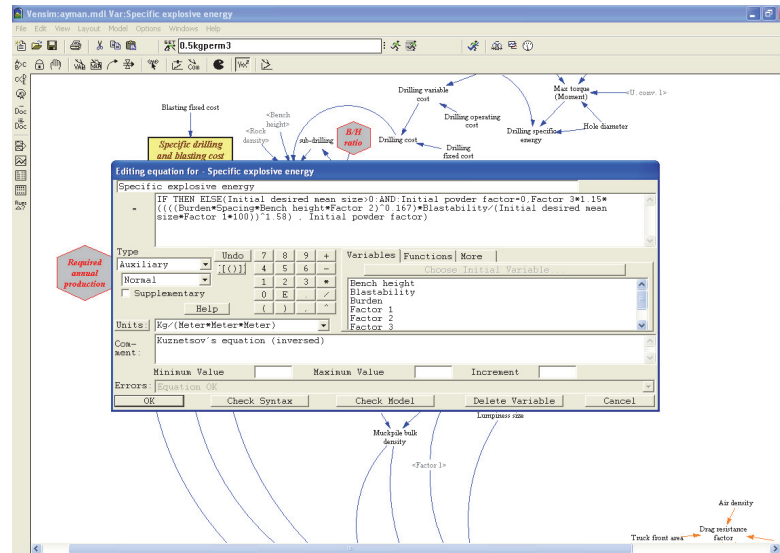 Vensim:ayman.mdl Var:Specific explosive energy
File Edit View Layout Model Options Windows Help
SET 0.5kgperm3
VAB Com
Doc
Doc
Runs
Blasting fixed cost
<Bench height>
<Rock density>
sub-drilling
B/H ratio
Specific drilling and blasting cost
Drilling variable cost
Drilling operating cost
Drilling cost
Drilling fixed cost
Drilling specific energy
Max torque (Moment)
<U.conv.1>
Hole diameter
Required annual production
Editing equation for - Specific explosive energy
Specific explosive energy
=
IF THEN ELSE(Initial desired mean size>0:AND:Initial powder factor=0,Factor 3*1.15*
((((Burden*Spacing*Bench height*Factor 2)^0.167)*Blastability/(Initial desired mean
size*Factor 1*100))^1.58) , Initial powder factor)
Type
Auxiliary
Normal
Supplementary
Help
Undo 7 8 9 +
[()] 4 5 6 -
1 2 3 *
0 E . /
( ) , ^
Variables Functions More
Choose Initial Variable..
Bench height
Blastability
Burden
Factor 1
Factor 2
Factor 3
Units: Kg/(Meter*Meter*Meter)
Com-
ment:
Kuznetsov´s equation (inversed)
Minimum Value Maximum Value Increment
Errors: Equation OK
OK Check Syntax Check Model Delete Variable Cancel
Lumpiness size
Muckpile bulk density
<Factor 1>
Air density
Truck front area
Drag resistance factor